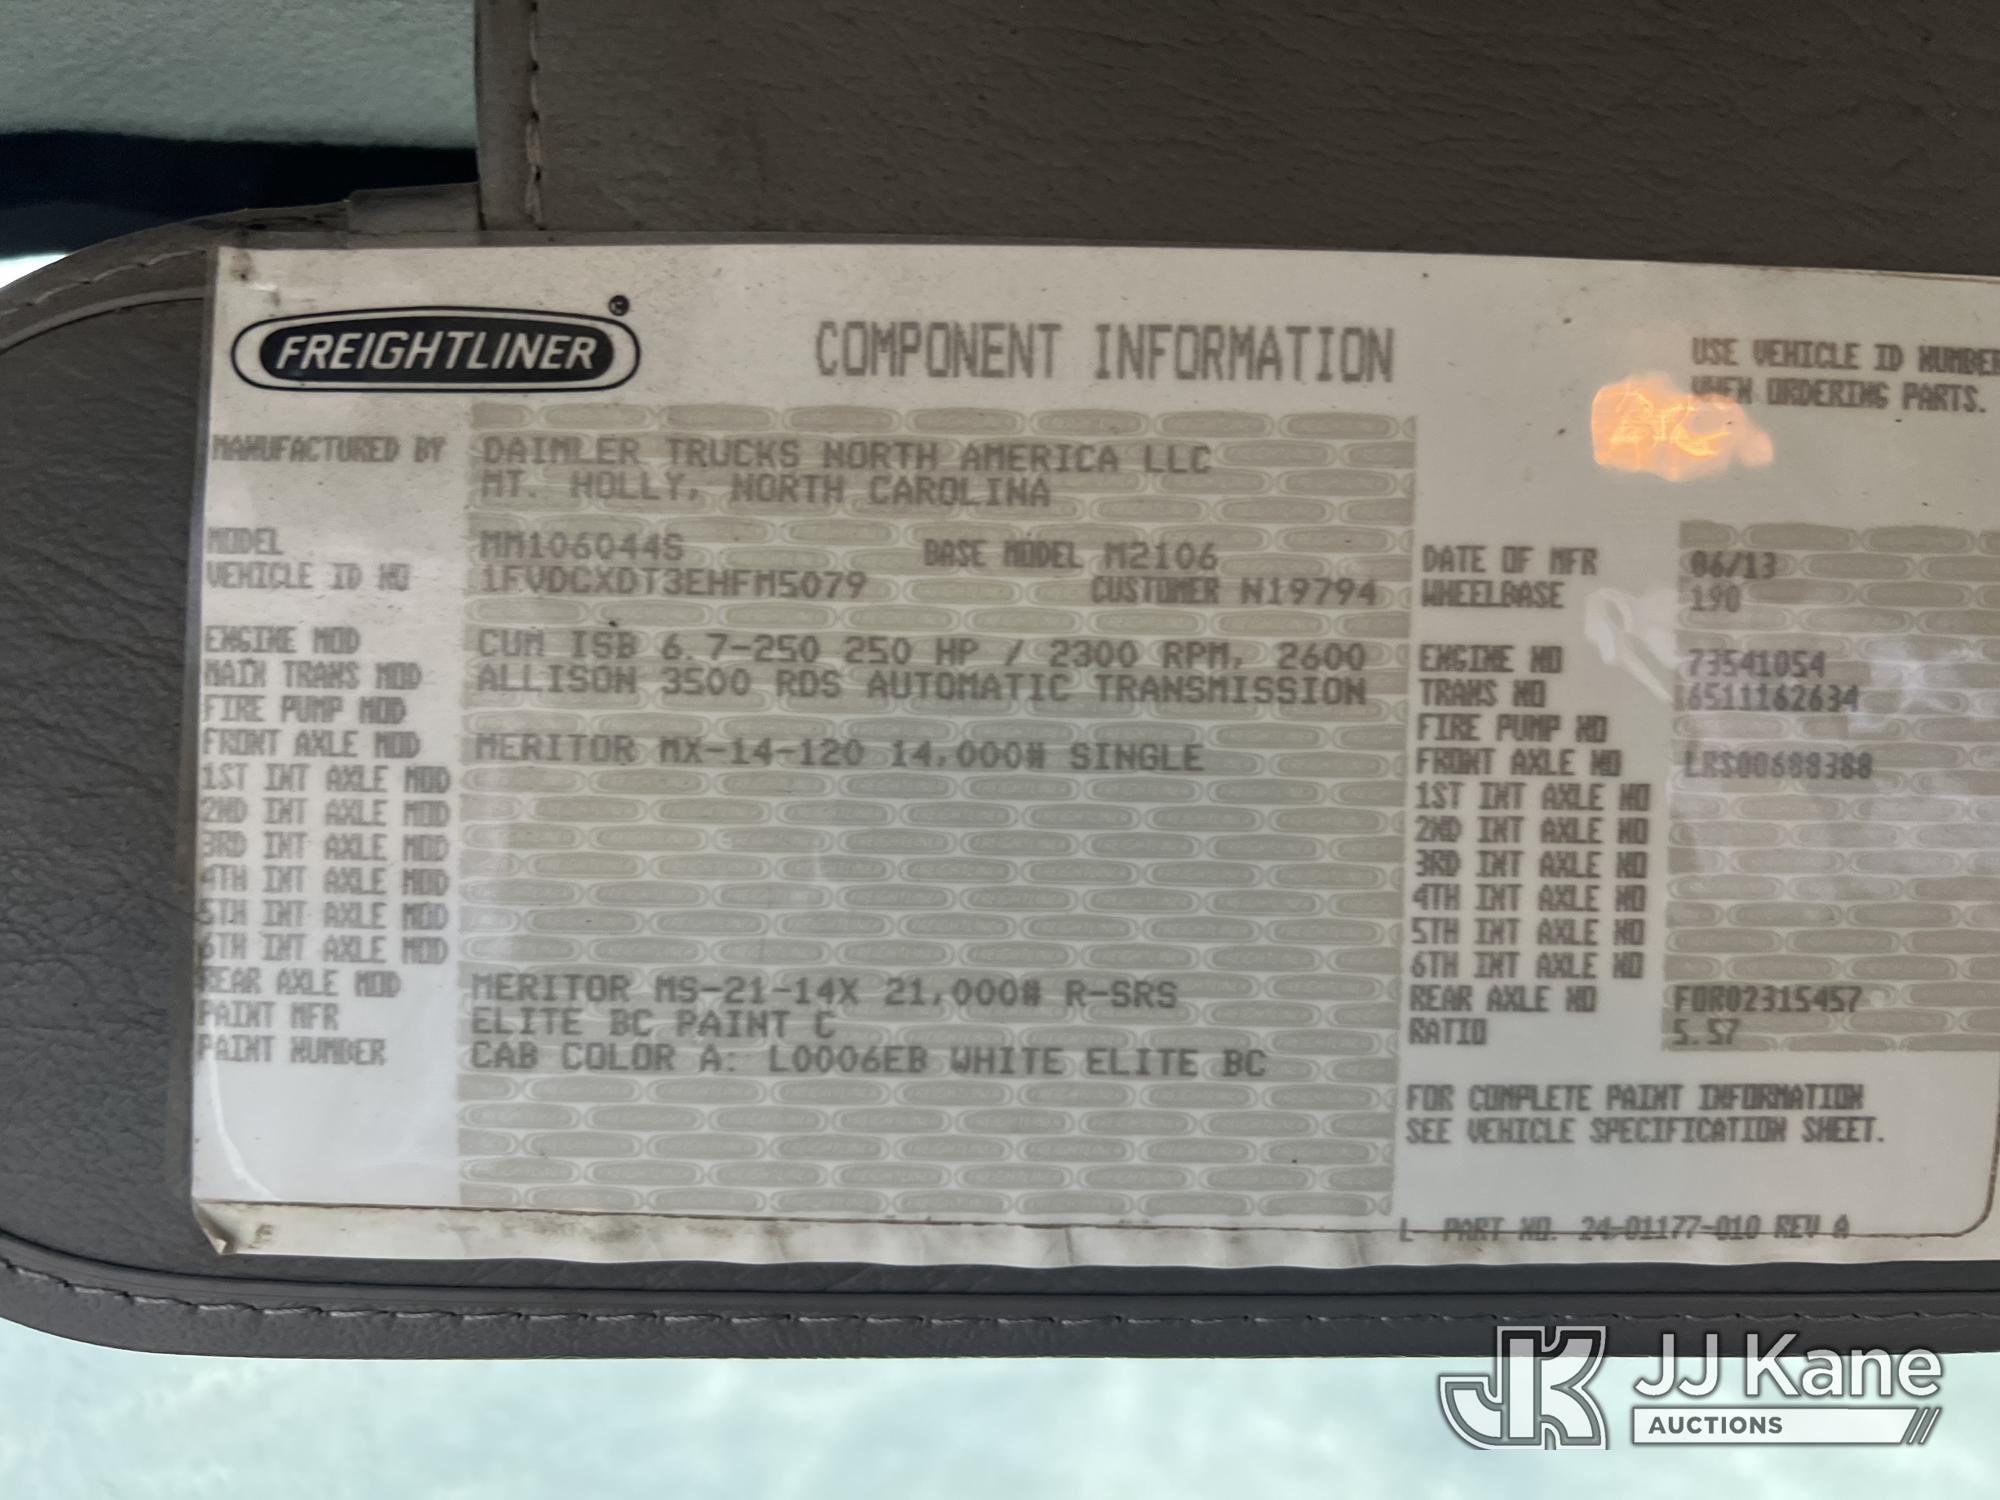 FREIGHTLINER®
COMPONENT INFORMATION
USE VEHICLE ID NUMBER
WHEN ORDERING PARTS.
MANUFACTURED BY DAIMLER TRUCKS NORTH AMERICA LLC
MT. HOLLY, NORTH CAROLINA
MODEL MM106044S BASE MODEL M2106 DATE OF MFR 06/13
VEHICLE ID NO 1FVDCXDT3EHFM5079 CUSTOMER N19794 WHEELBASE 190
ENGINE MOD CUM ISB 6.7-250 250 HP / 2300 RPM, 2600 ENGINE NO 73541054
MAIN TRANS MOD ALLISON 3500 RDS AUTOMATIC TRANSMISSION TRANS NO 6511162634
FIRE PUMP MOD FIRE PUMP NO
FRONT AXLE MOD MERITOR MX-14-120 14,000# SINGLE FRONT AXLE NO LRS00688388
1ST INT AXLE MOD 1ST INT AXLE NO
2ND INT AXLE MOD 2ND INT AXLE NO
3RD INT AXLE MOD 3RD INT AXLE NO
4TH INT AXLE MOD 4TH INT AXLE NO
5TH INT AXLE MOD 5TH INT AXLE NO
6TH INT AXLE MOD 6TH INT AXLE NO
REAR AXLE MOD MERITOR MS-21-14X 21,000# R-SRS REAR AXLE NO FOR02315457
PAINT MFR ELITE BC PAINT C RATIO 5.57
PAINT NUMBER CAB COLOR A: L0006EB WHITE ELITE BC
FOR COMPLETE PAINT INFORMATION
SEE VEHICLE SPECIFICATION SHEET.
L PART NO. 24-01177-010 REV A
JK JJ Kane
AUCTIONS